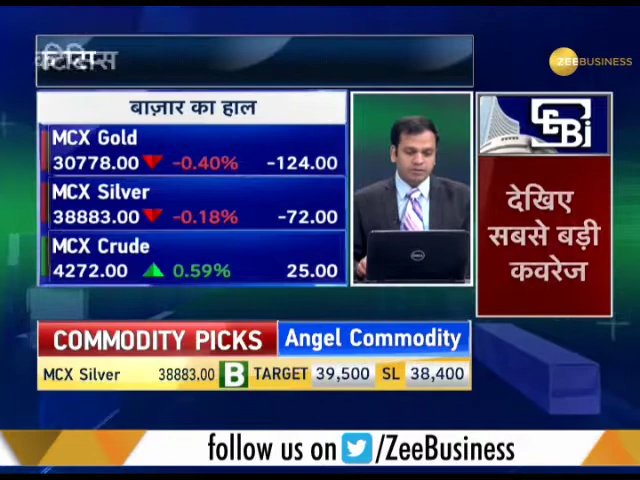 ZEEBUSINESS
बाज़ार का हाल
MCX Gold
30778.00 -0.40% -124.00
MCX Silver
38883.00 -0.18% -72.00
MCX Crude
4272.00 0.59% 25.00
DELL
SEBI
देखिए
सबसे बड़ी
कवरेज
COMMODITY PICKS Angel Commodity
MCX Silver 38883.00 B TARGET 39,500 SL 38,400
follow us on /ZeeBusiness